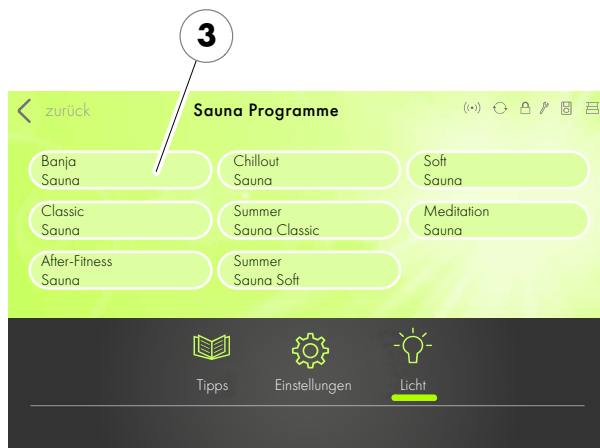 3
zurück
Sauna Programme
Banja
Sauna
Chillout
Sauna
Soft
Sauna
Classic
Sauna
Summer
Sauna Classic
Meditation
Sauna
After-Fitness
Sauna
Summer
Sauna Soft
Tipps
Einstellungen
Licht